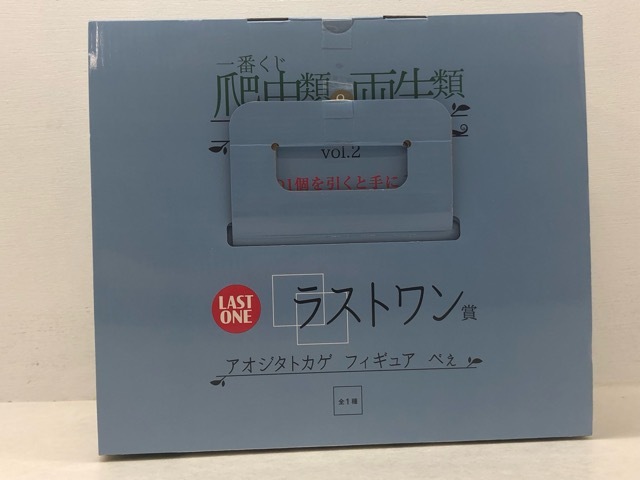 一番くじ
爬虫類 両生類
vol.2
1個を引くと手に
LAST
ONE
ラストワン賞
アオジタトカゲ フィギュア べぇ
全1種